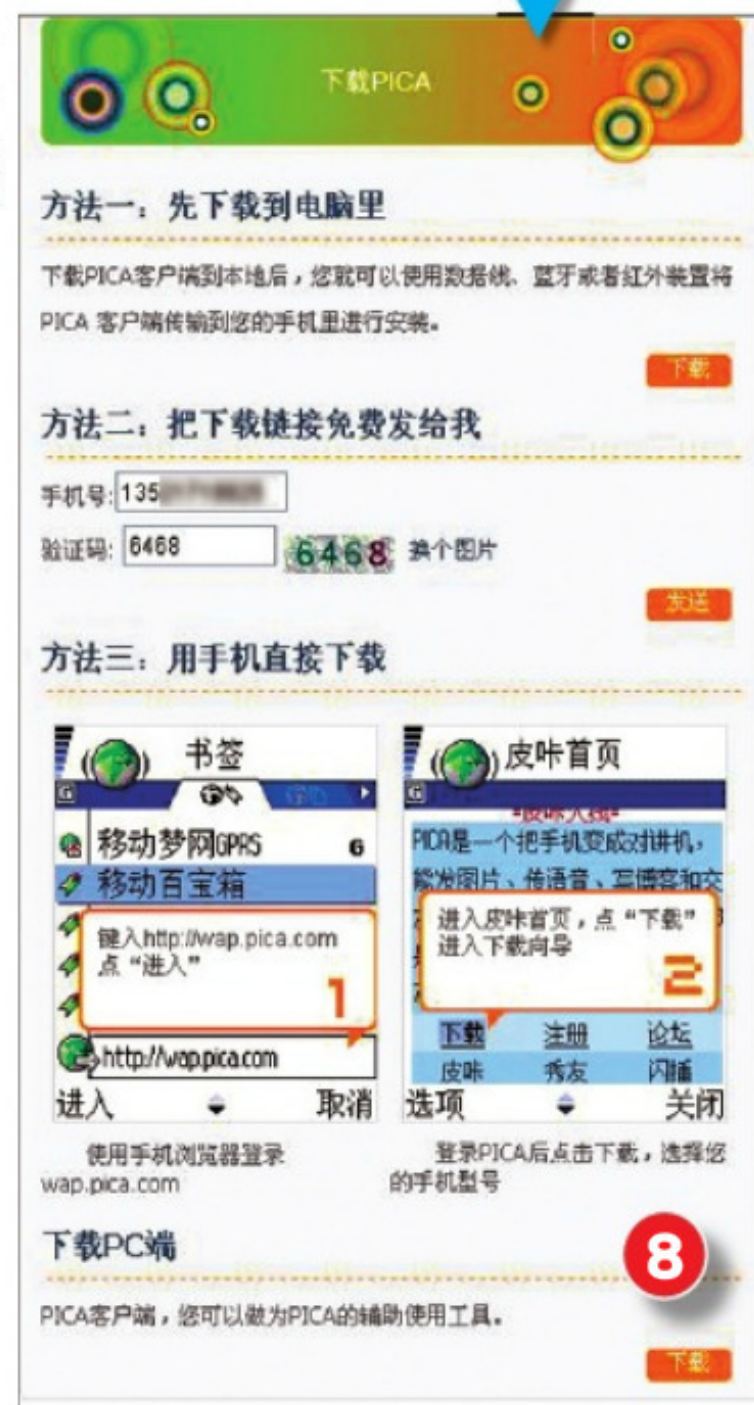 下载PICA
方法一：先下载到电脑里
下载PICA客户端到本地后，您就可以使用数据线、蓝牙或者红外装置将
PICA 客户端传输到您的手机里进行安装。
下载
方法二：把下载链接免费发给我
手机号: 135
验证码: 6468 6468 换个图片
发送
方法三：用手机直接下载
书签
移动梦网GPRS 6
移动百宝箱
键入http://wap.pica.com
点“进入”
1
http://wap.pica.com
进入 取消
皮咔首页
PICA是一个把手机变成对讲机，
能发图片、传语音、写博客和交
进入皮咔首页，点“下载”
进入下载向导
2
下载 注册 论坛
皮咔 秀友 闪播
选项 关闭
使用手机浏览器登录
wap.pica.com
登录PICA后点击下载，选择您
的手机型号
下载PC端
8
PICA客户端，您可以做为PICA的辅助使用工具。
下载